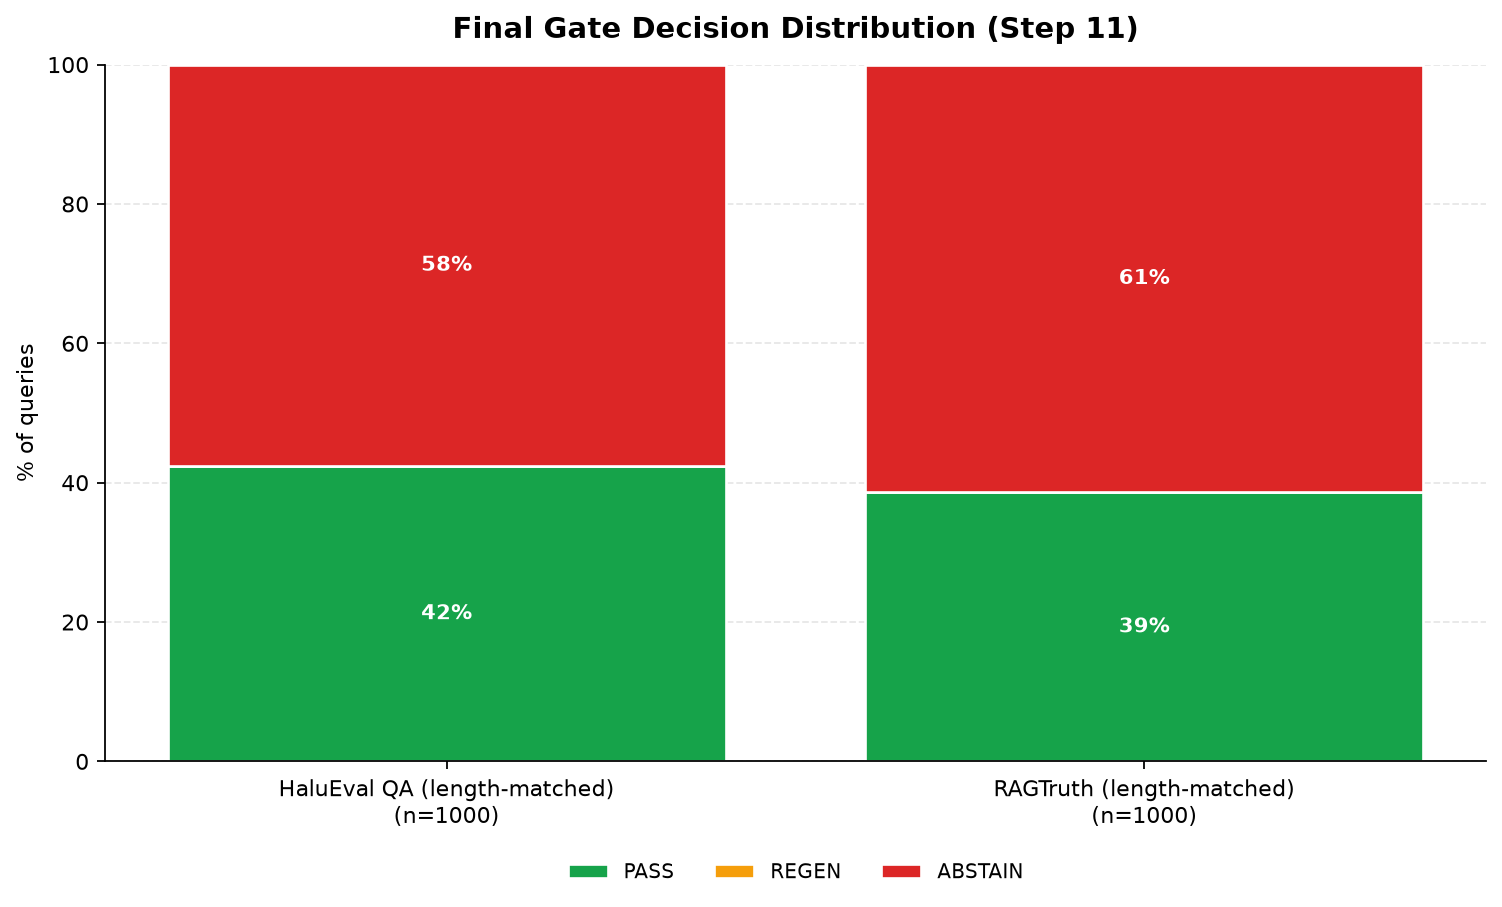 Final Gate Decision Distribution (Step 11)
100
80
60
40
20
0
% of queries
58%
61%
42%
39%
HaluEval QA (length-matched)
(n=1000)
RAGTruth (length-matched)
(n=1000)
PASS
REGEN
ABSTAIN